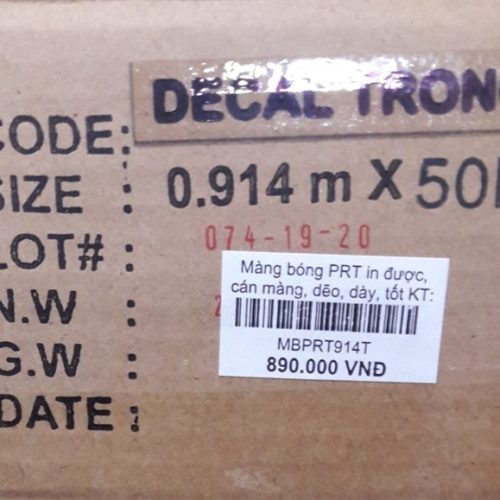 DECAL TRONG
CODE:
SIZE : 0.914 m X 50
LOT# : 074-19-20
N.W :
G.W :
DATE :
Màng bóng PRT in được,
cán màng, dẽo, dày, tốt KT:
MBPRT914T
890.000 VNĐ